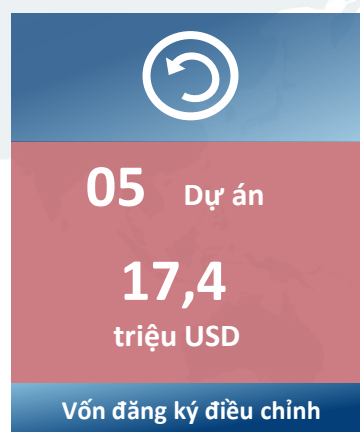 05 Dự án
17,4
triệu USD
Vốn đăng ký điều chỉnh